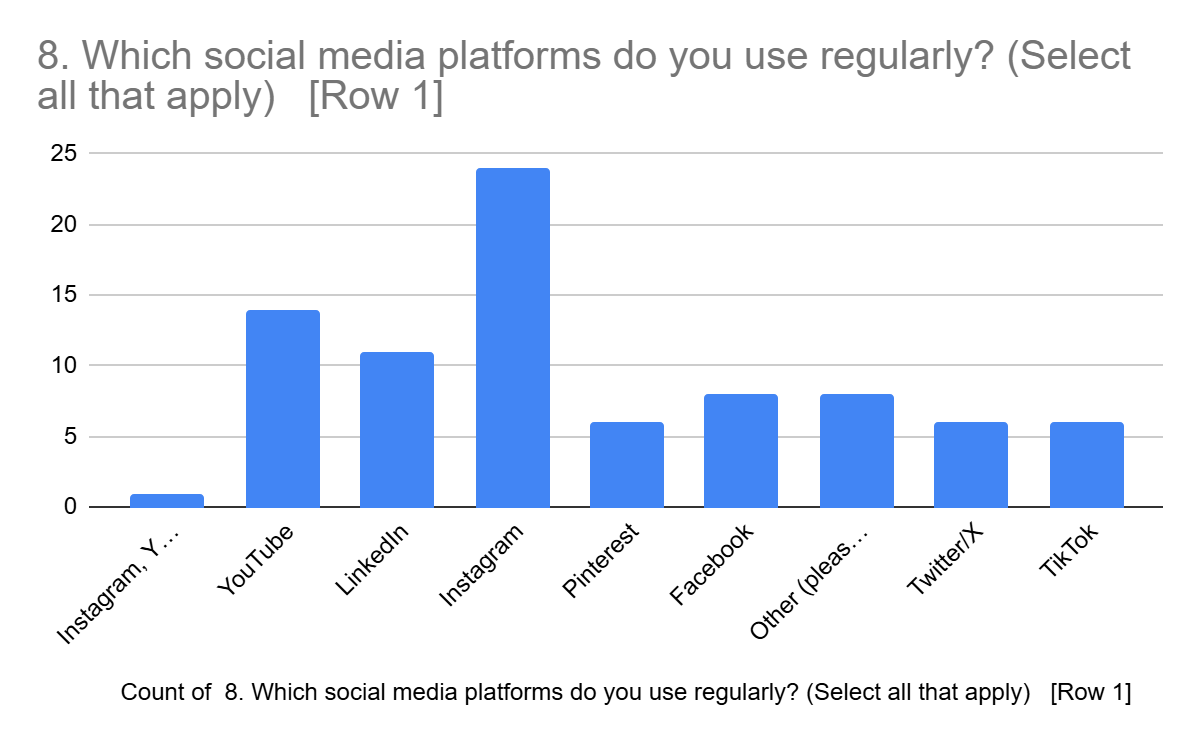 8. Which social media platforms do you use regularly? (Select
all that apply)   [Row 1]
25
20
15
10
5
0
Instagram, Y…
YouTube
LinkedIn
Instagram
Pinterest
Facebook
Other (pleas…
Twitter/X
TikTok
Count of  8. Which social media platforms do you use regularly? (Select all that apply)   [Row 1]